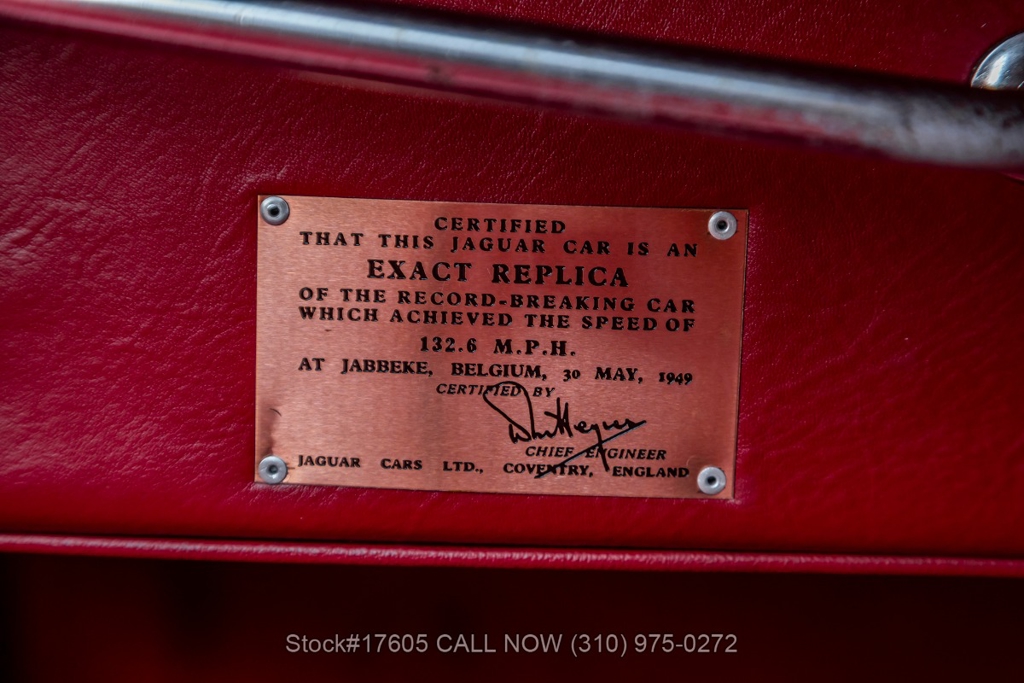 CERTIFIED
THAT THIS JAGUAR CAR IS AN
EXACT REPLICA
OF THE RECORD-BREAKING CAR
WHICH ACHIEVED THE SPEED OF
132.6 M.P.H.
AT JABBEKE, BELGIUM, 30 MAY, 1949
CERTIFIED BY
CHIEF ENGINEER
JAGUAR CARS LTD., COVENTRY, ENGLAND
Stock#17605 CALL NOW (310) 975-0272